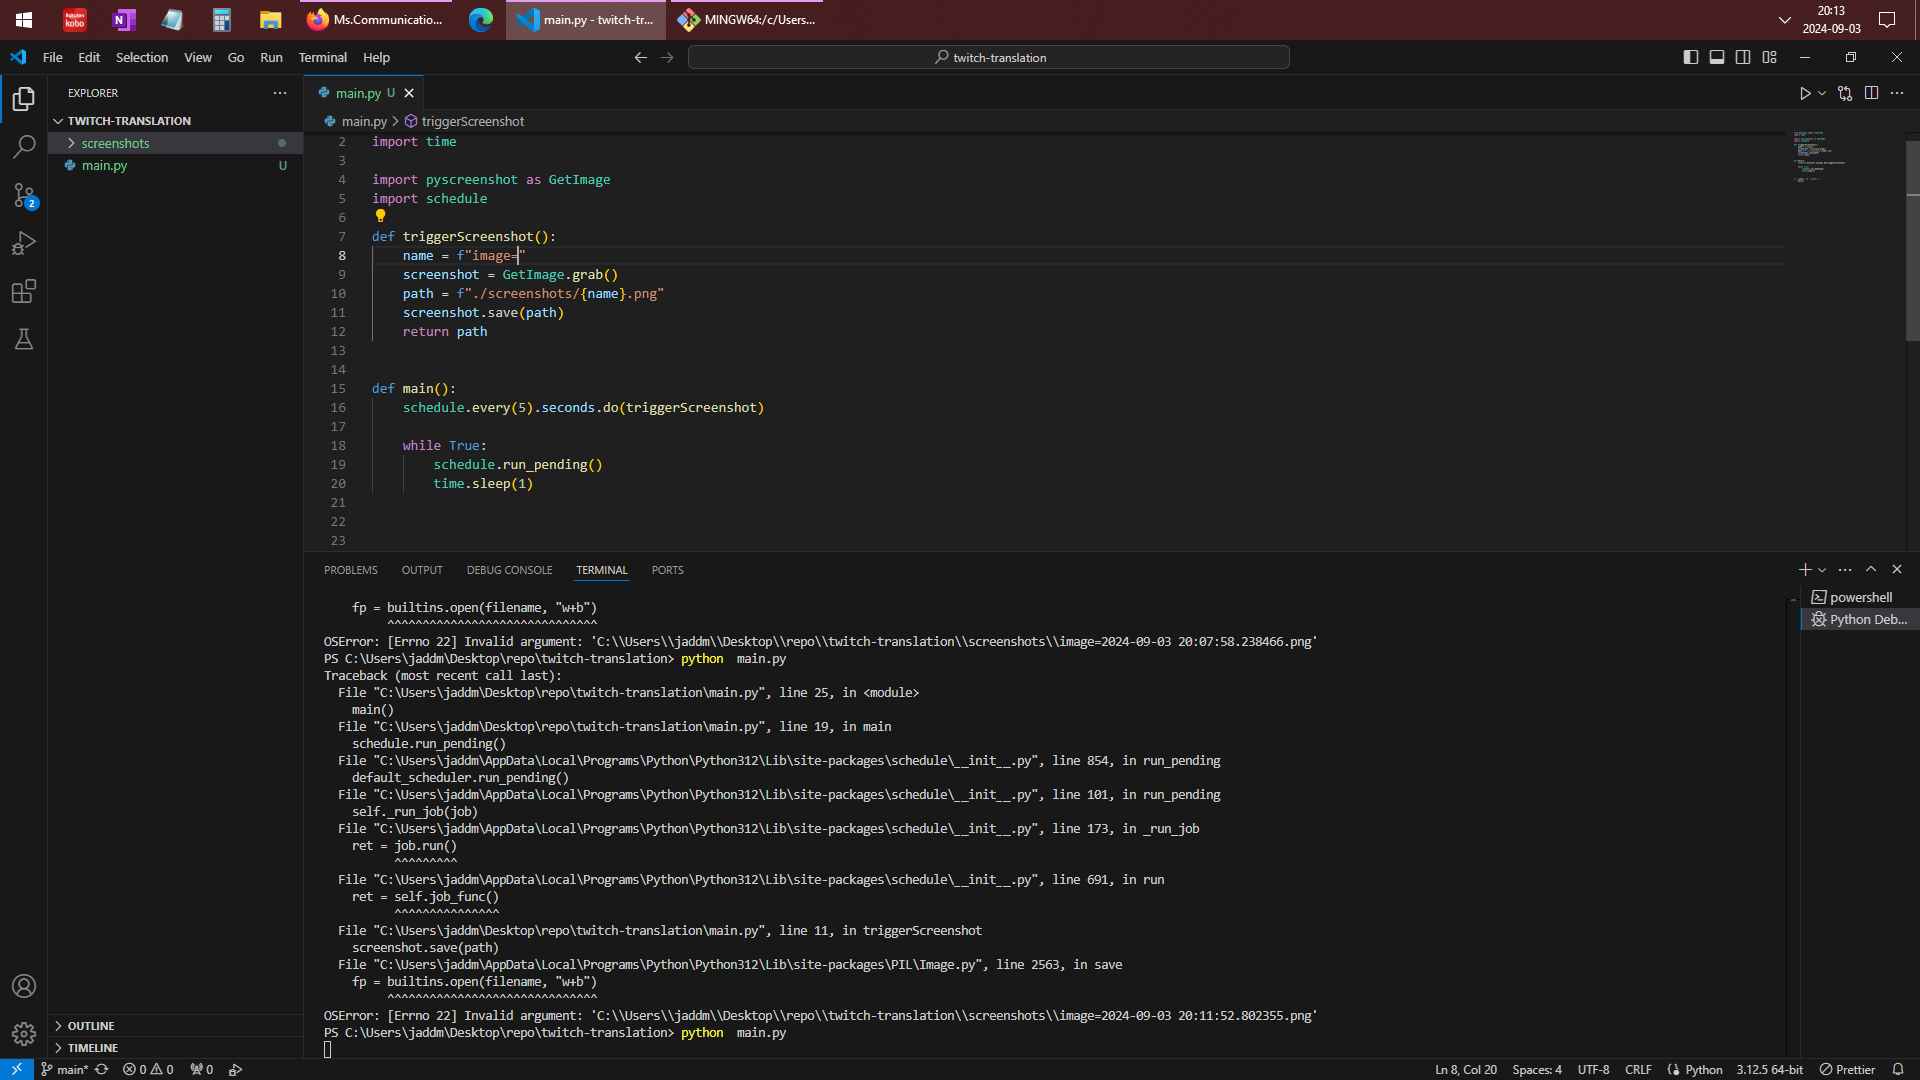 Rakuten kobo
N
Ms.Communicatio...
main.py - twitch-tr...
MINGW64:/c/Users...
20:13
2024-09-03
File Edit Selection View Go Run Terminal Help
twitch-translation
EXPLORER
TWITCH-TRANSLATION
screenshots
main.py U
2
main.py U
main.py > triggerScreenshot
2 import time
3
4 import pyscreenshot as GetImage
5 import schedule
6
7 def triggerScreenshot():
8 name = f"image="
9 screenshot = GetImage.grab()
10 path = f"./screenshots/{name}.png"
11 screenshot.save(path)
12 return path
13
14
15 def main():
16 schedule.every(5).seconds.do(triggerScreenshot)
17
18 while True:
19 schedule.run_pending()
20 time.sleep(1)
21
22
23
PROBLEMS OUTPUT DEBUG CONSOLE TERMINAL PORTS
powershell
Python Deb...
fp = builtins.open(filename, "w+b")
^^^^^^^^^^^^^^^^^^^^^^^^^^^^^^
OSError: [Errno 22] Invalid argument: 'C:\\Users\\jaddm\\Desktop\\repo\\twitch-translation\\screenshots\\image=2024-09-03 20:07:58.238466.png'
PS C:\Users\jaddm\Desktop\repo\twitch-translation> python main.py
Traceback (most recent call last):
File "C:\Users\jaddm\Desktop\repo\twitch-translation\main.py", line 25, in <module>
main()
File "C:\Users\jaddm\Desktop\repo\twitch-translation\main.py", line 19, in main
schedule.run_pending()
File "C:\Users\jaddm\AppData\Local\Programs\Python\Python312\Lib\site-packages\schedule\__init__.py", line 854, in run_pending
default_scheduler.run_pending()
File "C:\Users\jaddm\AppData\Local\Programs\Python\Python312\Lib\site-packages\schedule\__init__.py", line 101, in run_pending
self._run_job(job)
File "C:\Users\jaddm\AppData\Local\Programs\Python\Python312\Lib\site-packages\schedule\__init__.py", line 173, in _run_job
ret = job.run()
^^^^^^^^^
File "C:\Users\jaddm\AppData\Local\Programs\Python\Python312\Lib\site-packages\schedule\__init__.py", line 691, in run
ret = self.job_func()
^^^^^^^^^^^^^^^
File "C:\Users\jaddm\Desktop\repo\twitch-translation\main.py", line 11, in triggerScreenshot
screenshot.save(path)
File "C:\Users\jaddm\AppData\Local\Programs\Python\Python312\Lib\site-packages\PIL\Image.py", line 2563, in save
fp = builtins.open(filename, "w+b")
^^^^^^^^^^^^^^^^^^^^^^^^^^^^^^
OSError: [Errno 22] Invalid argument: 'C:\\Users\\jaddm\\Desktop\\repo\\twitch-translation\\screenshots\\image=2024-09-03 20:11:52.802355.png'
PS C:\Users\jaddm\Desktop\repo\twitch-translation> python main.py
OUTLINE
TIMELINE
main* 0 0 0
Ln 8, Col 20 Spaces: 4 UTF-8 CRLF Python 3.12.5 64-bit Prettier